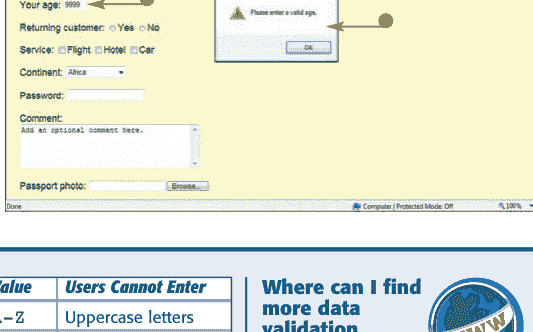 Your age: 9999
Please enter a valid age.
OK
Returning customer: Yes No
Service: Flight Hotel Car
Continent: Africa
Password:
Comment:
Add an optional comment here.
Passport photo: Browse...
Done Computer | Protected Mode: Off 100%
Value Users Cannot Enter
A–Z Uppercase letters
Where can I find
more data
validation